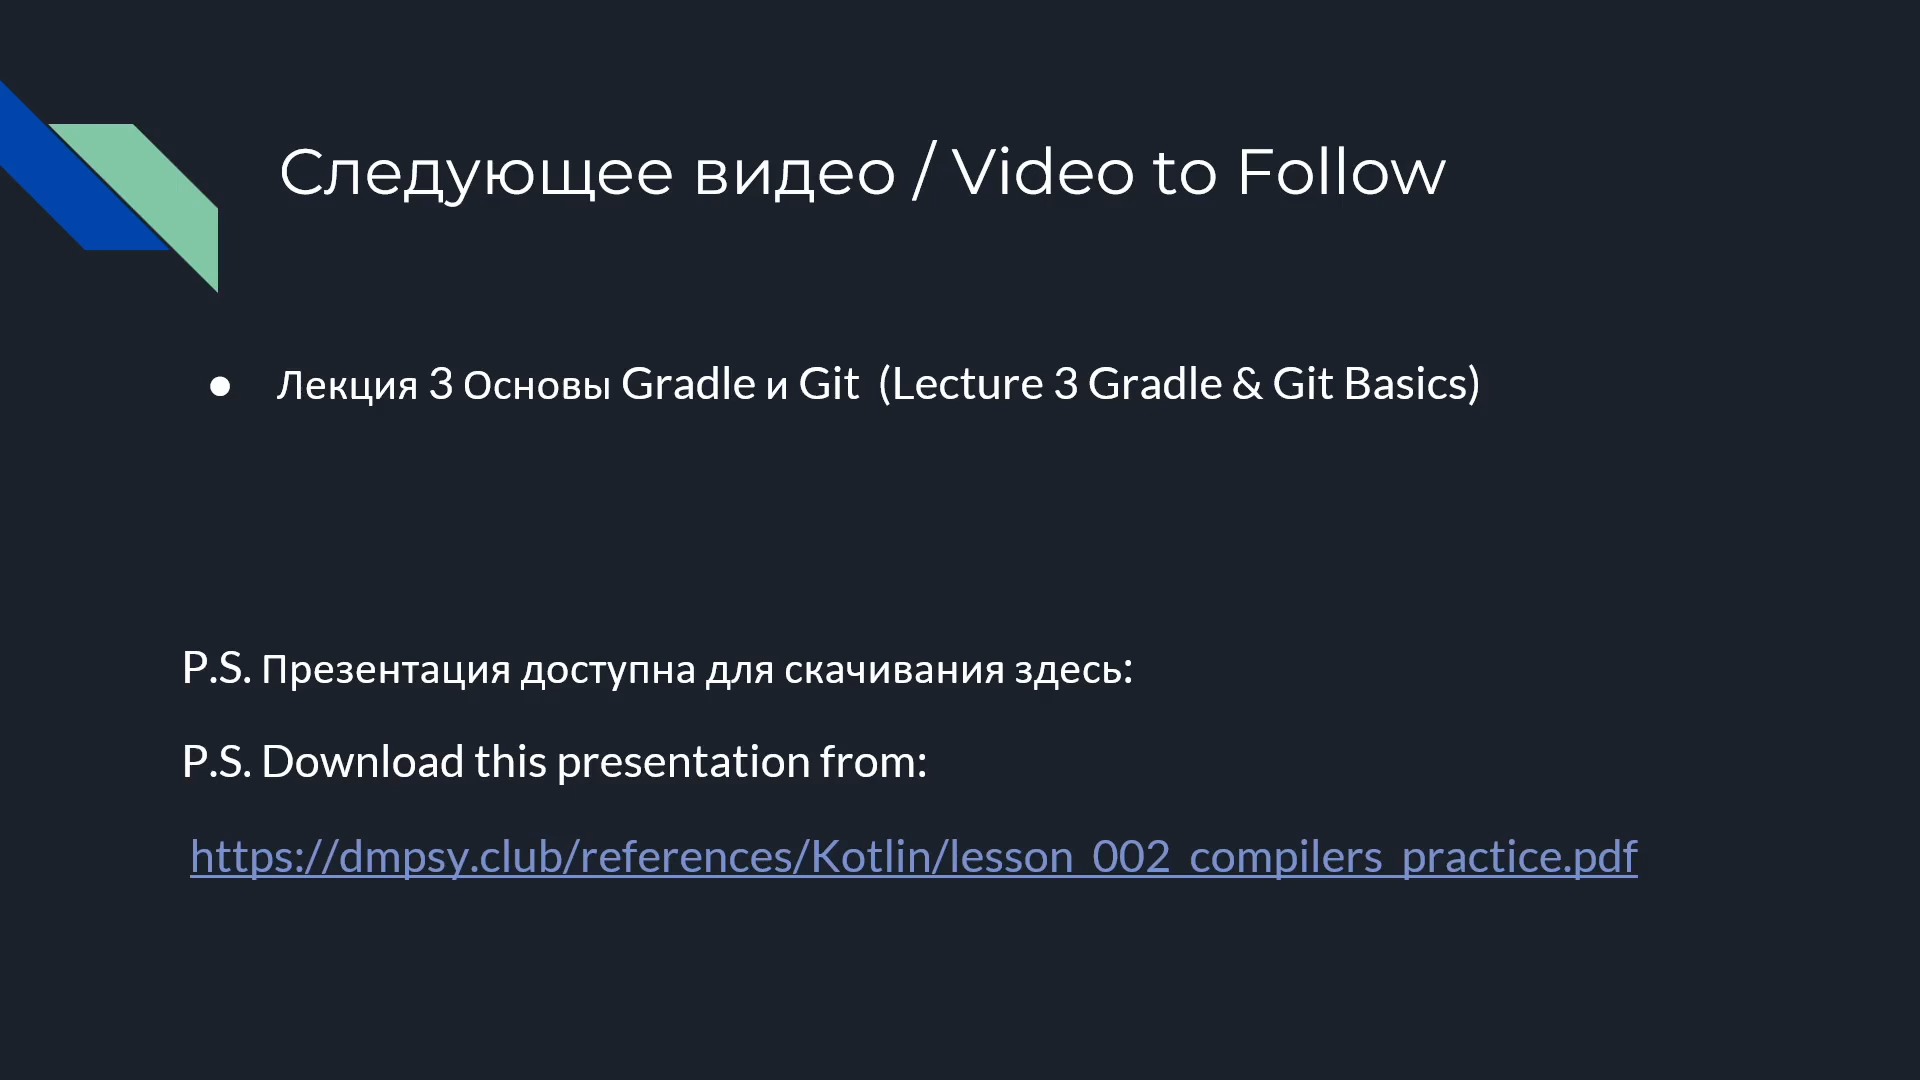 Следующее видео / Video to Follow
● Лекция 3 Основы Gradle и Git (Lecture 3 Gradle & Git Basics)
P.S. Презентация доступна для скачивания здесь:
P.S. Download this presentation from:
https://dmpsy.club/references/Kotlin/lesson_002_compilers_practice.pdf